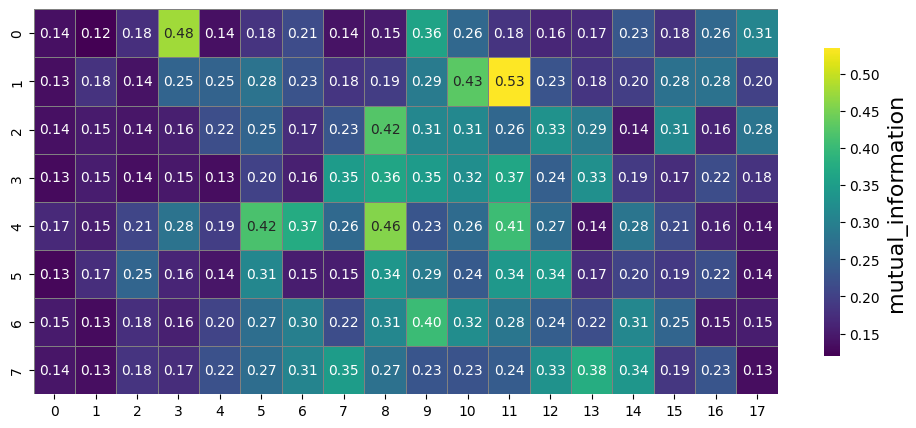 0 0.14 0.12 0.18 0.48 0.14 0.18 0.21 0.14 0.15 0.36 0.26 0.18 0.16 0.17 0.23 0.18 0.26 0.31
1 0.13 0.18 0.14 0.25 0.25 0.28 0.23 0.18 0.19 0.29 0.43 0.53 0.23 0.18 0.20 0.28 0.28 0.20
2 0.14 0.15 0.14 0.16 0.22 0.25 0.17 0.23 0.42 0.31 0.31 0.26 0.33 0.29 0.14 0.31 0.16 0.28
3 0.13 0.15 0.14 0.15 0.13 0.20 0.16 0.35 0.36 0.35 0.32 0.37 0.24 0.33 0.19 0.17 0.22 0.18
4 0.17 0.15 0.21 0.28 0.19 0.42 0.37 0.26 0.46 0.23 0.26 0.41 0.27 0.14 0.28 0.21 0.16 0.14
5 0.13 0.17 0.25 0.16 0.14 0.31 0.15 0.15 0.34 0.29 0.24 0.34 0.34 0.17 0.20 0.19 0.22 0.14
6 0.15 0.13 0.18 0.16 0.20 0.27 0.30 0.22 0.31 0.40 0.32 0.28 0.24 0.22 0.31 0.25 0.15 0.15
7 0.14 0.13 0.18 0.17 0.22 0.27 0.31 0.35 0.27 0.23 0.23 0.24 0.33 0.38 0.34 0.19 0.23 0.13
0 1 2 3 4 5 6 7 8 9 10 11 12 13 14 15 16 17
0.50
0.45
0.40
0.35
0.30
0.25
0.20
0.15
mutual_information